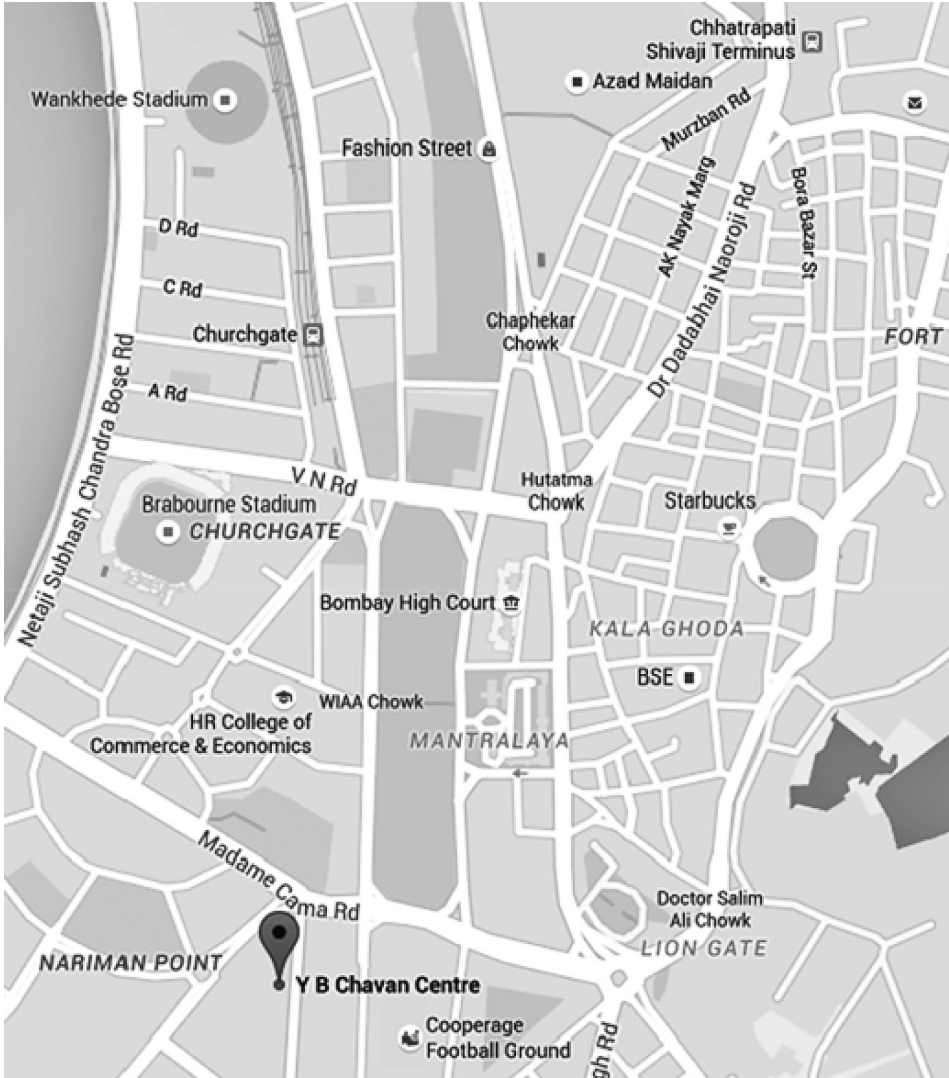 Chhatrapati
Shivaji Terminus
Azad Maidan
Wankhede Stadium
Murzban Rd
Fashion Street
AK Nayak Marg
Bora Bazar St
D Rd
Dr Dadabhai Naoroji Rd
C Rd
Chaphekar
Chowk
Churchgate
FORT
A Rd
Netaji Subhash Chandra Bose Rd
V N Rd
Hutatma
Chowk
Starbucks
Brabourne Stadium
CHURCHGATE
Bombay High Court
KALA GHODA
BSE
WIAA Chowk
HR College of
Commerce & Economics
MANTRALAYA
Madame Cama Rd
Doctor Salim
Ali Chowk
LION GATE
NARIMAN POINT
Y B Chavan Centre
Cooperage
Football Ground
gh Rd